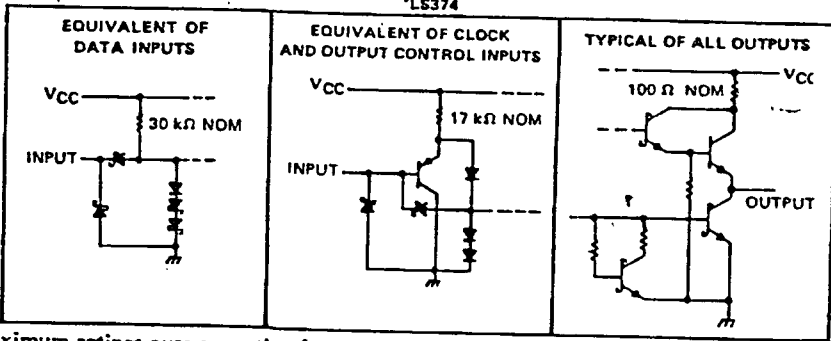 'LS374
EQUIVALENT OF
DATA INPUTS
VCC
30 kΩ NOM
INPUT
EQUIVALENT OF CLOCK
AND OUTPUT CONTROL INPUTS
VCC
17 kΩ NOM
INPUT
TYPICAL OF ALL OUTPUTS
VCC
100 Ω NOM
OUTPUT